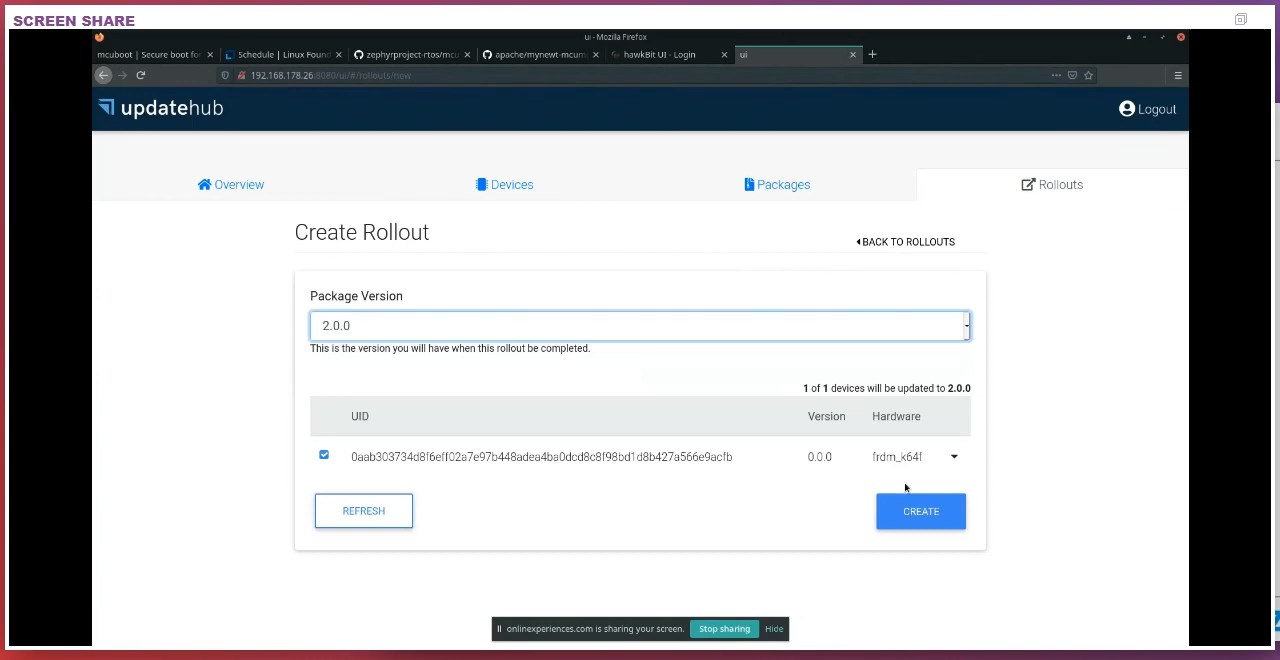 SCREEN SHARE
ui - Mozilla Firefox
mcuboot | Secure boot for
Schedule | Linux Found
zephyrproject-rtos/mcu
apache/mynewt-mcum
hawkBit UI - Login
ui
192.168.178.26:8080/ui/#/rollouts/new
updatehub
Logout
Overview
Devices
Packages
Rollouts
Create Rollout
BACK TO ROLLOUTS
Package Version
2.0.0
This is the version you will have when this rollout be completed.
1 of 1 devices will be updated to 2.0.0
UID Version Hardware
0aab303734d8f6eff02a7e97b448adea4ba0dcd8c8f98bd1d8b427a566e9acfb 0.0.0 frdm_k64f
REFRESH
CREATE
onlinexperiences.com is sharing your screen. Stop sharing Hide